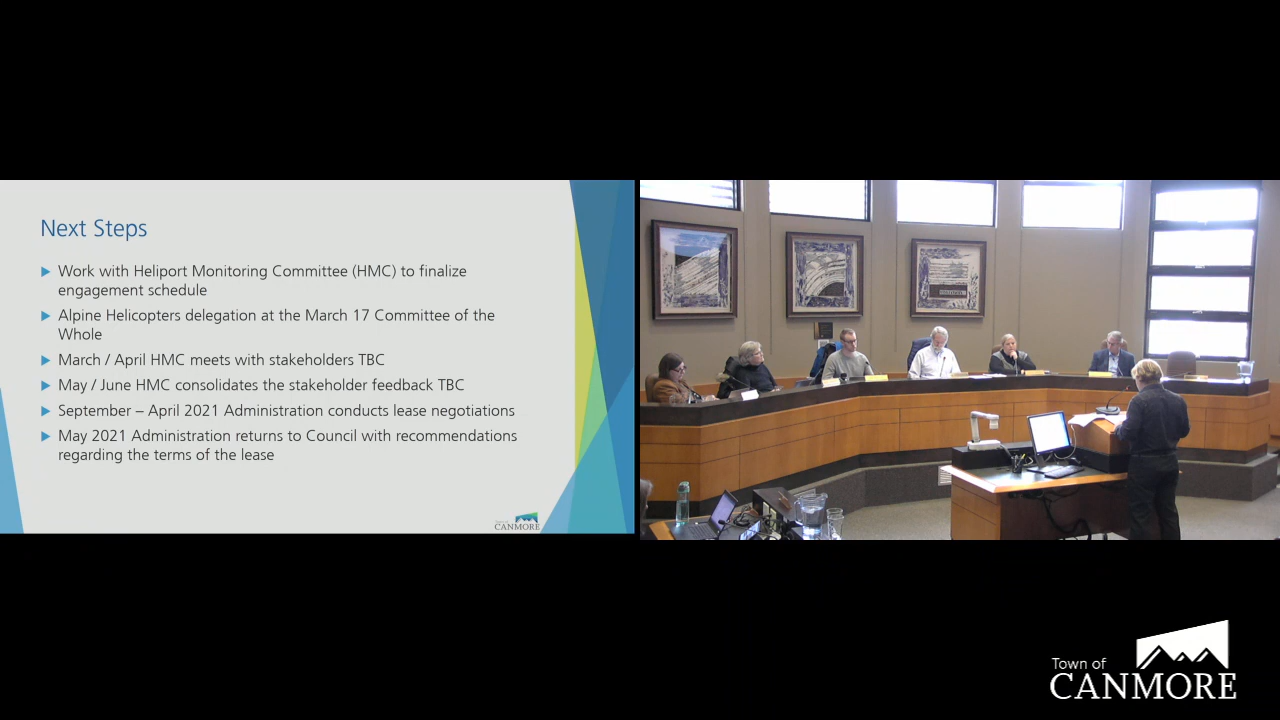 Next Steps
Work with Heliport Monitoring Committee (HMC) to finalize
engagement schedule
Alpine Helicopters delegation at the March 17 Committee of the
Whole
March / April HMC meets with stakeholders TBC
May / June HMC consolidates the stakeholder feedback TBC
September – April 2021 Administration conducts lease negotiations
May 2021 Administration returns to Council with recommendations
regarding the terms of the lease
Town of
CANMORE
Town of
CANMORE